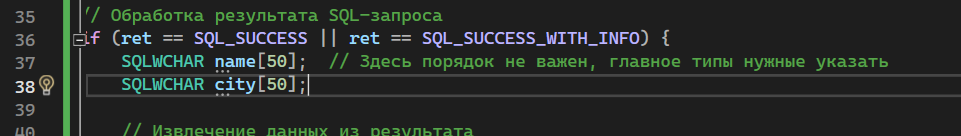 35 // Обработка результата SQL-запроса
36 if (ret == SQL_SUCCESS || ret == SQL_SUCCESS_WITH_INFO) {
37 SQLWCHAR name[50]; // Здесь порядок не важен, главное типы нужные указать
38 SQLWCHAR city[50];
39
40 // Извлечение данных из результата